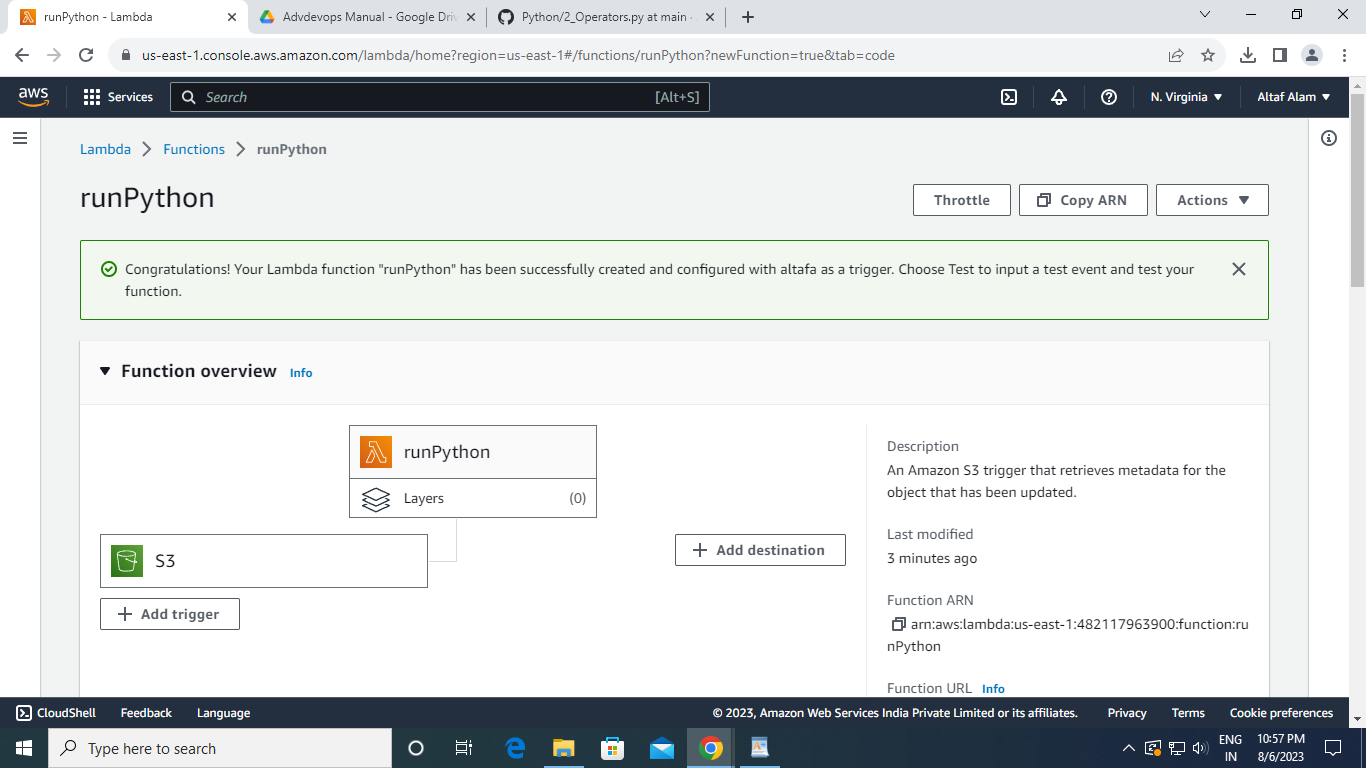 runPython - Lambda
Advdevops Manual - Google Driv
Python/2_Operators.py at main ·
us-east-1.console.aws.amazon.com/lambda/home?region=us-east-1#/functions/runPython?newFunction=true&tab=code
aws
Services
Search
[Alt+S]
N. Virginia
Altaf Alam
Lambda
Functions
runPython
runPython
Throttle
Copy ARN
Actions
Congratulations! Your Lambda function "runPython" has been successfully created and configured with altafa as a trigger. Choose Test to input a test event and test your
function.
Function overview Info
runPython
Layers (0)
S3
Add trigger
Add destination
Description
An Amazon S3 trigger that retrieves metadata for the
object that has been updated.
Last modified
3 minutes ago
Function ARN
arn:aws:lambda:us-east-1:482117963900:function:ru
nPython
Function URL Info
CloudShell
Feedback
Language
© 2023, Amazon Web Services India Private Limited or its affiliates.
Privacy
Terms
Cookie preferences
Type here to search
ENG
IN
10:57 PM
8/6/2023